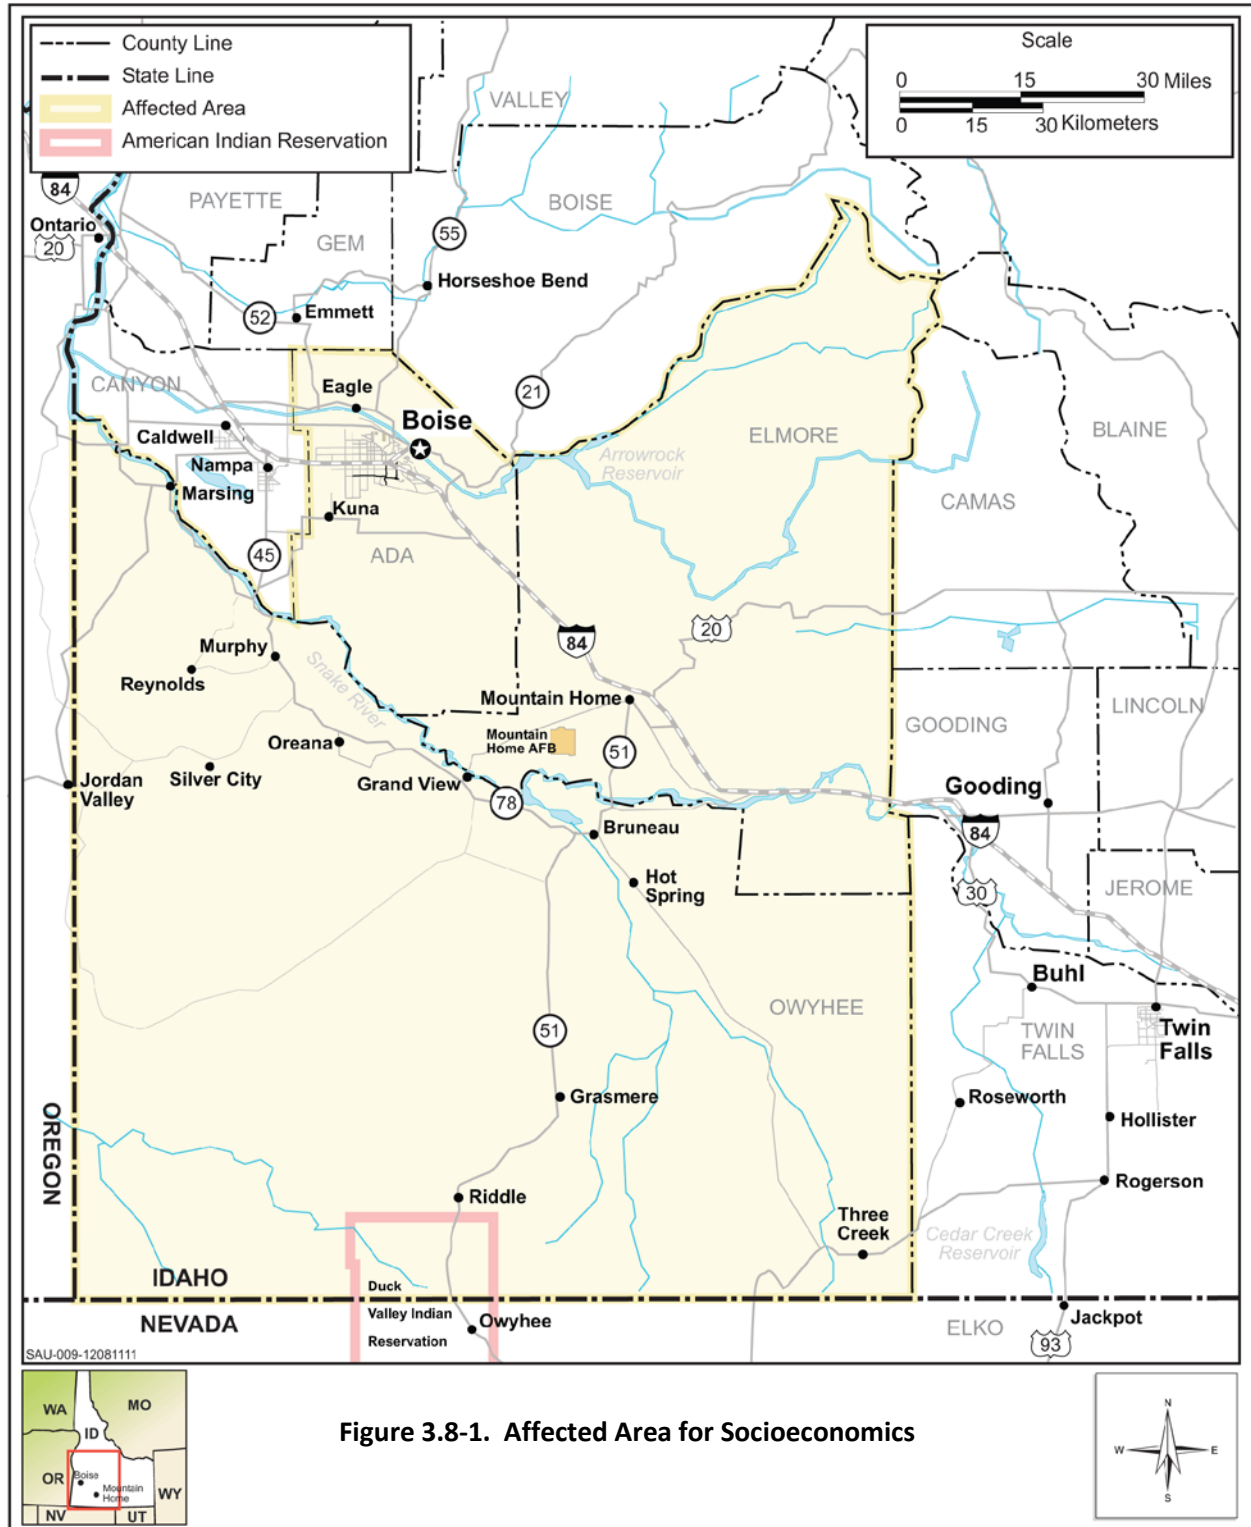 County Line
State Line
Affected Area
American Indian Reservation
Scale
0 15 30 Miles
0 15 30 Kilometers
VALLEY
84
PAYETTE
BOISE
Ontario
20
GEM
55
Horseshoe Bend
52
Emmett
CANYON
Eagle
21
Boise
ELMORE
BLAINE
Caldwell
Arrowrock
Reservoir
Nampa
Marsing
CAMAS
Kuna
45
ADA
20
84
Murphy
Snake River
Reynolds
Mountain Home
LINCOLN
GOODING
Oreana
Mountain
Home AFB
51
Silver City
Jordan
Valley
Grand View
Gooding
78
Bruneau
84
Hot
Spring
30
JEROME
Buhl
OWYHEE
51
TWIN
FALLS
Twin
Falls
Grasmere
Roseworth
Hollister
OREGON
Rogerson
Riddle
Three
Creek
Cedar Creek
Reservoir
IDAHO
Duck
Valley Indian
Reservation
NEVADA
Owyhee
ELKO
Jackpot
93
SAU-009-12081111
WA
MO
ID
OR
Boise
Mountain
Home
WY
NV
UT
Figure 3.8-1. Affected Area for Socioeconomics
N
W E
S